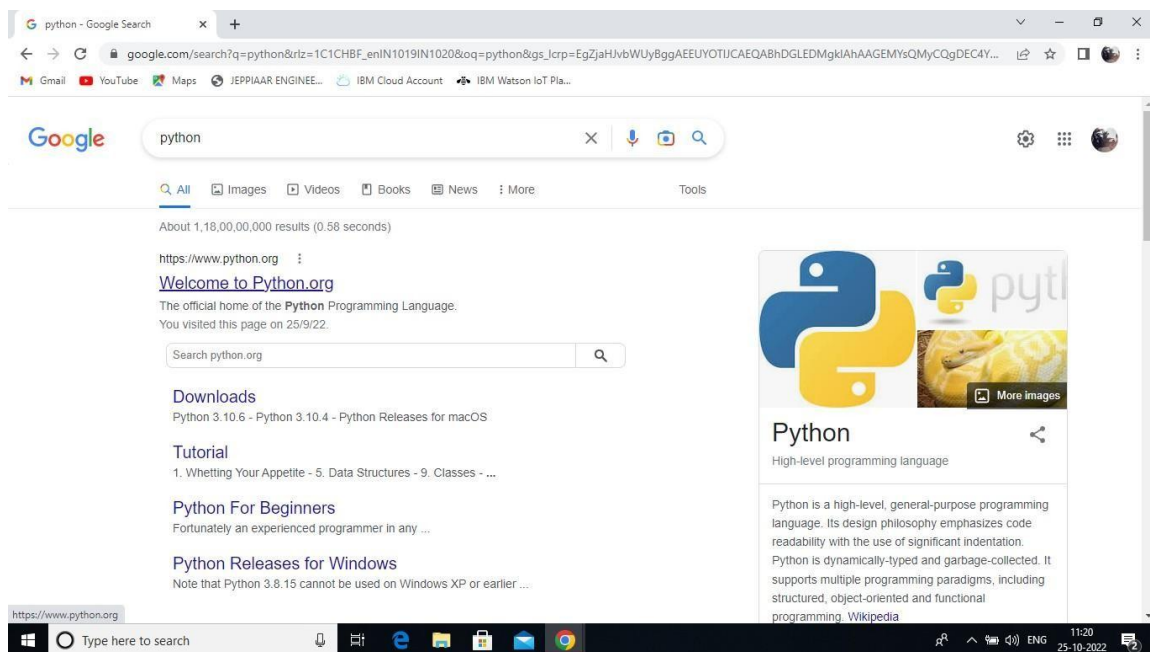 python - Google Search
google.com/search?q=python&rlz=1C1CHBF_enIN1019IN1020&oq=python&gs_lcrp=EgZjaHJvbWUyBggAEEUYOTIJCAEQABhDGLEDMgkIAhAAGEMYsQMyCQgDEC4Y...
Gmail YouTube Maps JEPPIAAR ENGINEE... IBM Cloud Account IBM Watson IoT Pla...
Google
python
All Images Videos Books News More Tools
About 1,18,00,00,000 results (0.58 seconds)
https://www.python.org
Welcome to Python.org
The official home of the Python Programming Language.
You visited this page on 25/9/22.
Search python.org
Downloads
Python 3.10.6 - Python 3.10.4 - Python Releases for macOS
Tutorial
1. Whetting Your Appetite - 5. Data Structures - 9. Classes - ...
Python For Beginners
Fortunately an experienced programmer in any ...
Python Releases for Windows
Note that Python 3.8.15 cannot be used on Windows XP or earlier ...
pytl
More images
Python
High-level programming language
Python is a high-level, general-purpose programming
language. Its design philosophy emphasizes code
readability with the use of significant indentation.
Python is dynamically-typed and garbage-collected. It
supports multiple programming paradigms, including
structured, object-oriented and functional
programming. Wikipedia
https://www.python.org
Type here to search
ENG
11:20
25-10-2022
2